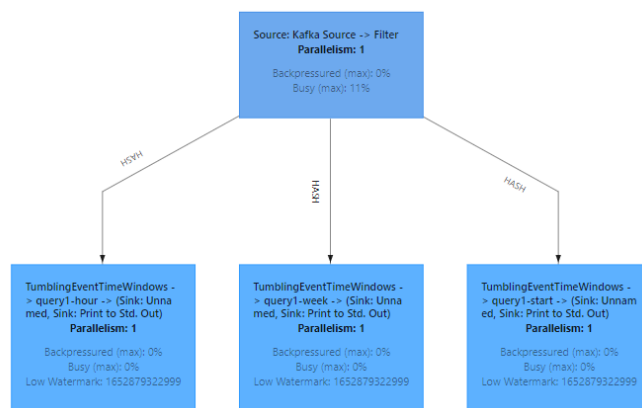 Source: Kafka Source -> Filter
Parallelism: 1
Backpressured (max): 0%
Busy (max): 11%
HASH
HASH
HASH
TumblingEventTimeWindows -
> query1-hour -> (Sink: Unna
med, Sink: Print to Std. Out)
Parallelism: 1
Backpressured (max): 0%
Busy (max): 0%
Low Watermark: 1652879322999
TumblingEventTimeWindows -
> query1-week -> (Sink: Unna
med, Sink: Print to Std. Out)
Parallelism: 1
Backpressured (max): 0%
Busy (max): 0%
Low Watermark: 1652879322999
TumblingEventTimeWindows -
> query1-start -> (Sink: Unnam
ed, Sink: Print to Std. Out)
Parallelism: 1
Backpressured (max): 0%
Busy (max): 0%
Low Watermark: 1652879322999